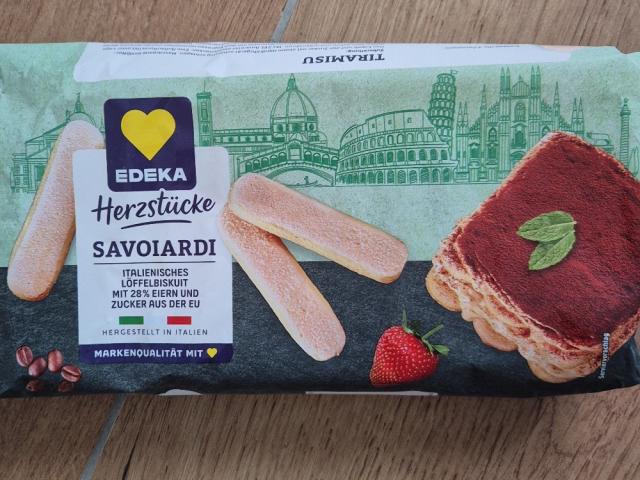 TIRAMISU
EDEKA
Herzstücke
SAVOIARDI
ITALIENISCHES
LÖFFELBISKUIT
MIT 28% EIERN UND
ZUCKER AUS DER EU
HERGESTELLT IN ITALIEN
MARKENQUALITÄT MIT
Serviervorschlag